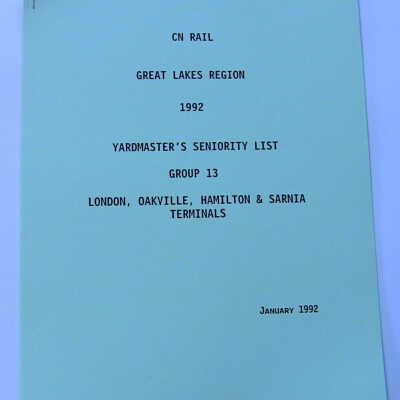 CN RAIL
GREAT LAKES REGION
1992
YARDMASTER'S SENIORITY LIST
GROUP 13
LONDON, OAKVILLE, HAMILTON & SARNIA
TERMINALS
January 1992